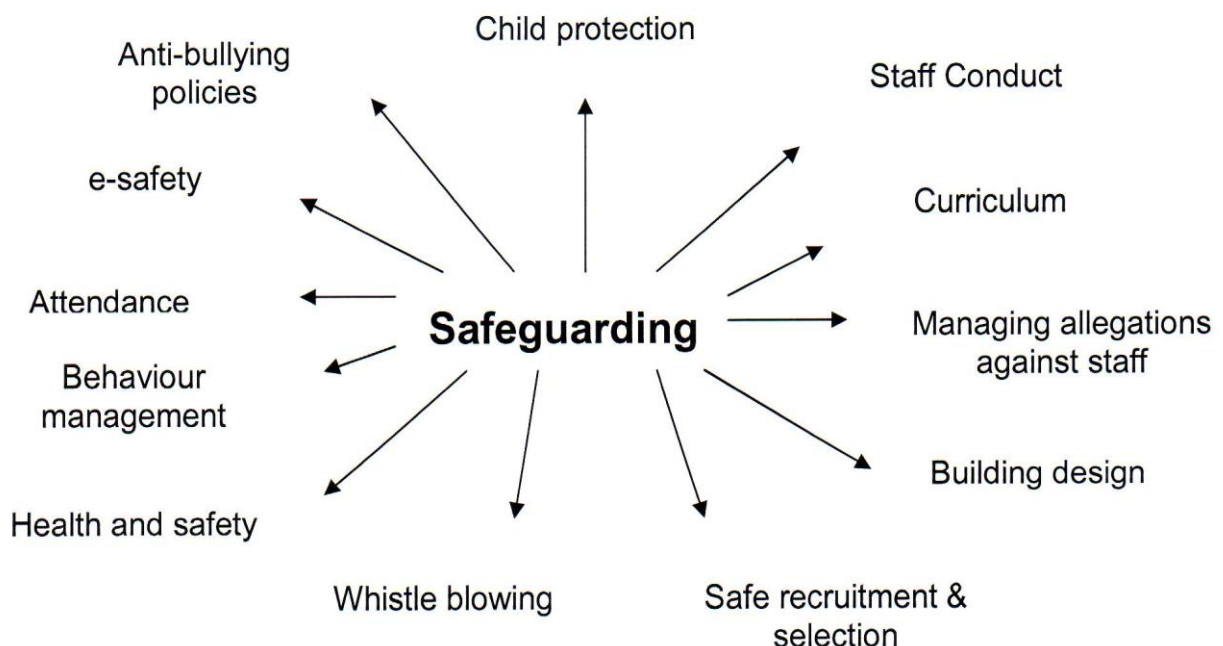 Child protection
Anti-bullying
policies
Staff Conduct
e-safety
Curriculum
Attendance
Safeguarding
Managing allegations
against staff
Behaviour
management
Building design
Health and safety
Whistle blowing
Safe recruitment &
selection